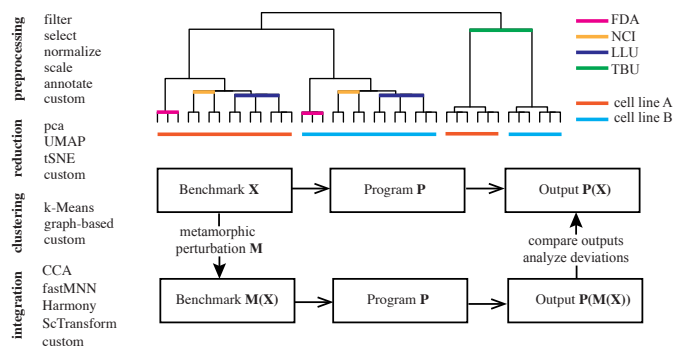 preprocessing
filter
select
normalize
scale
annotate
custom
FDA
NCI
LLU
TBU
cell line A
cell line B
reduction
pca
UMAP
tSNE
custom
clustering
k-Means
graph-based
custom
integration
CCA
fastMNN
Harmony
ScTransform
custom
Benchmark X
Program P
Output P(X)
metamorphic
perturbation M
compare outputs
analyze deviations
Benchmark M(X)
Program P
Output P(M(X))